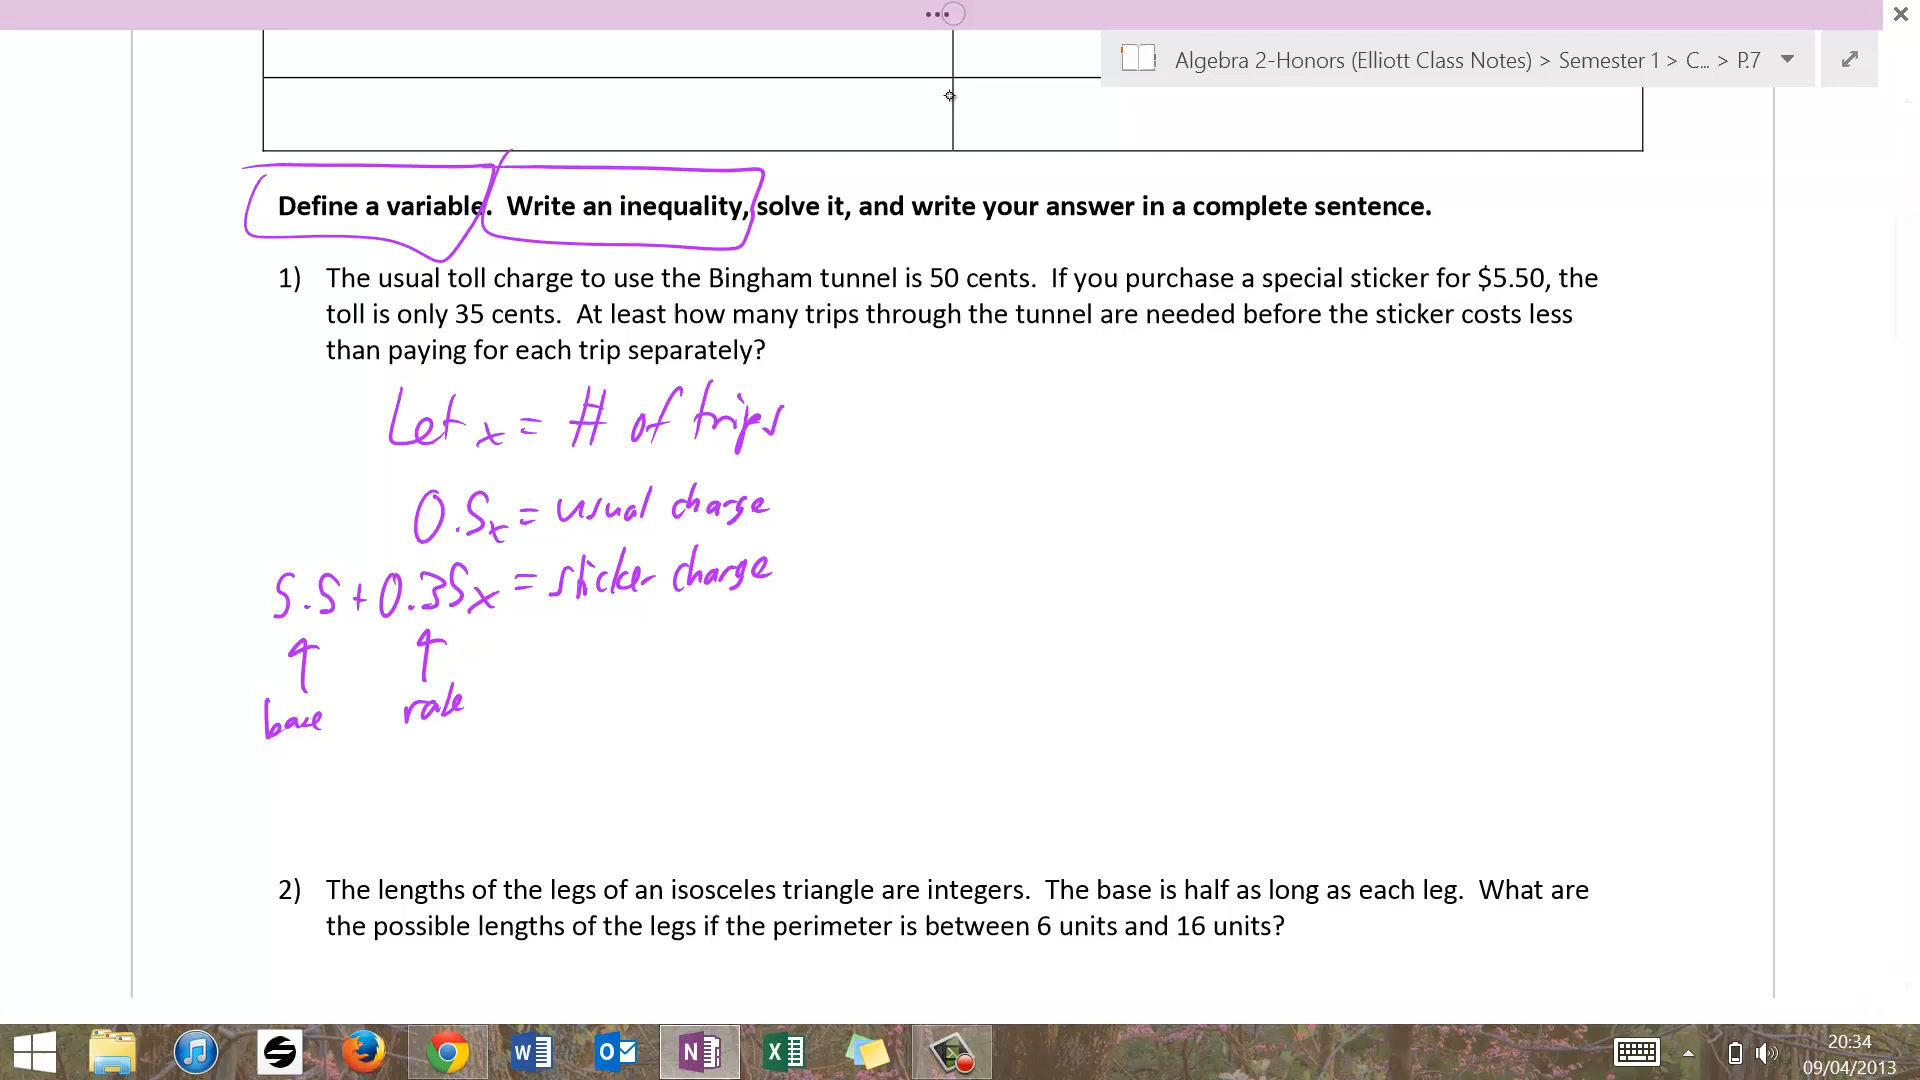 Algebra 2-Honors (Elliott Class Notes) > Semester 1 > C... > P.7
Define a variable. Write an inequality, solve it, and write your answer in a complete sentence.
1) The usual toll charge to use the Bingham tunnel is 50 cents. If you purchase a special sticker for $5.50, the
toll is only 35 cents. At least how many trips through the tunnel are needed before the sticker costs less
than paying for each trip separately?
Let x = # of trips
0.5x = usual charge
5.5 + 0.35x = sticker charge
base rate
2) The lengths of the legs of an isosceles triangle are integers. The base is half as long as each leg. What are
the possible lengths of the legs if the perimeter is between 6 units and 16 units?
20:34
09/04/2013